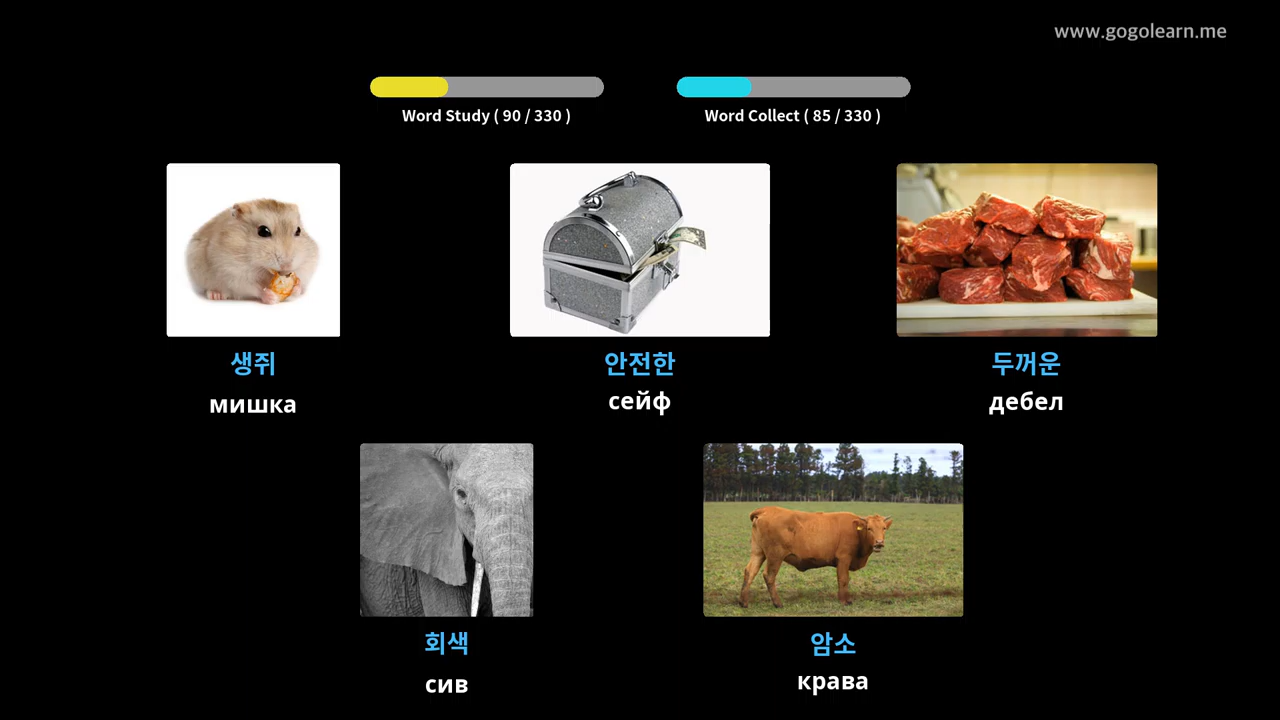 www.gogolearn.me
Word Study ( 90 / 330 )
Word Collect ( 85 / 330 )
생쥐
안전한
두꺼운
мишка
сейф
дебел
회색
암소
сив
крава